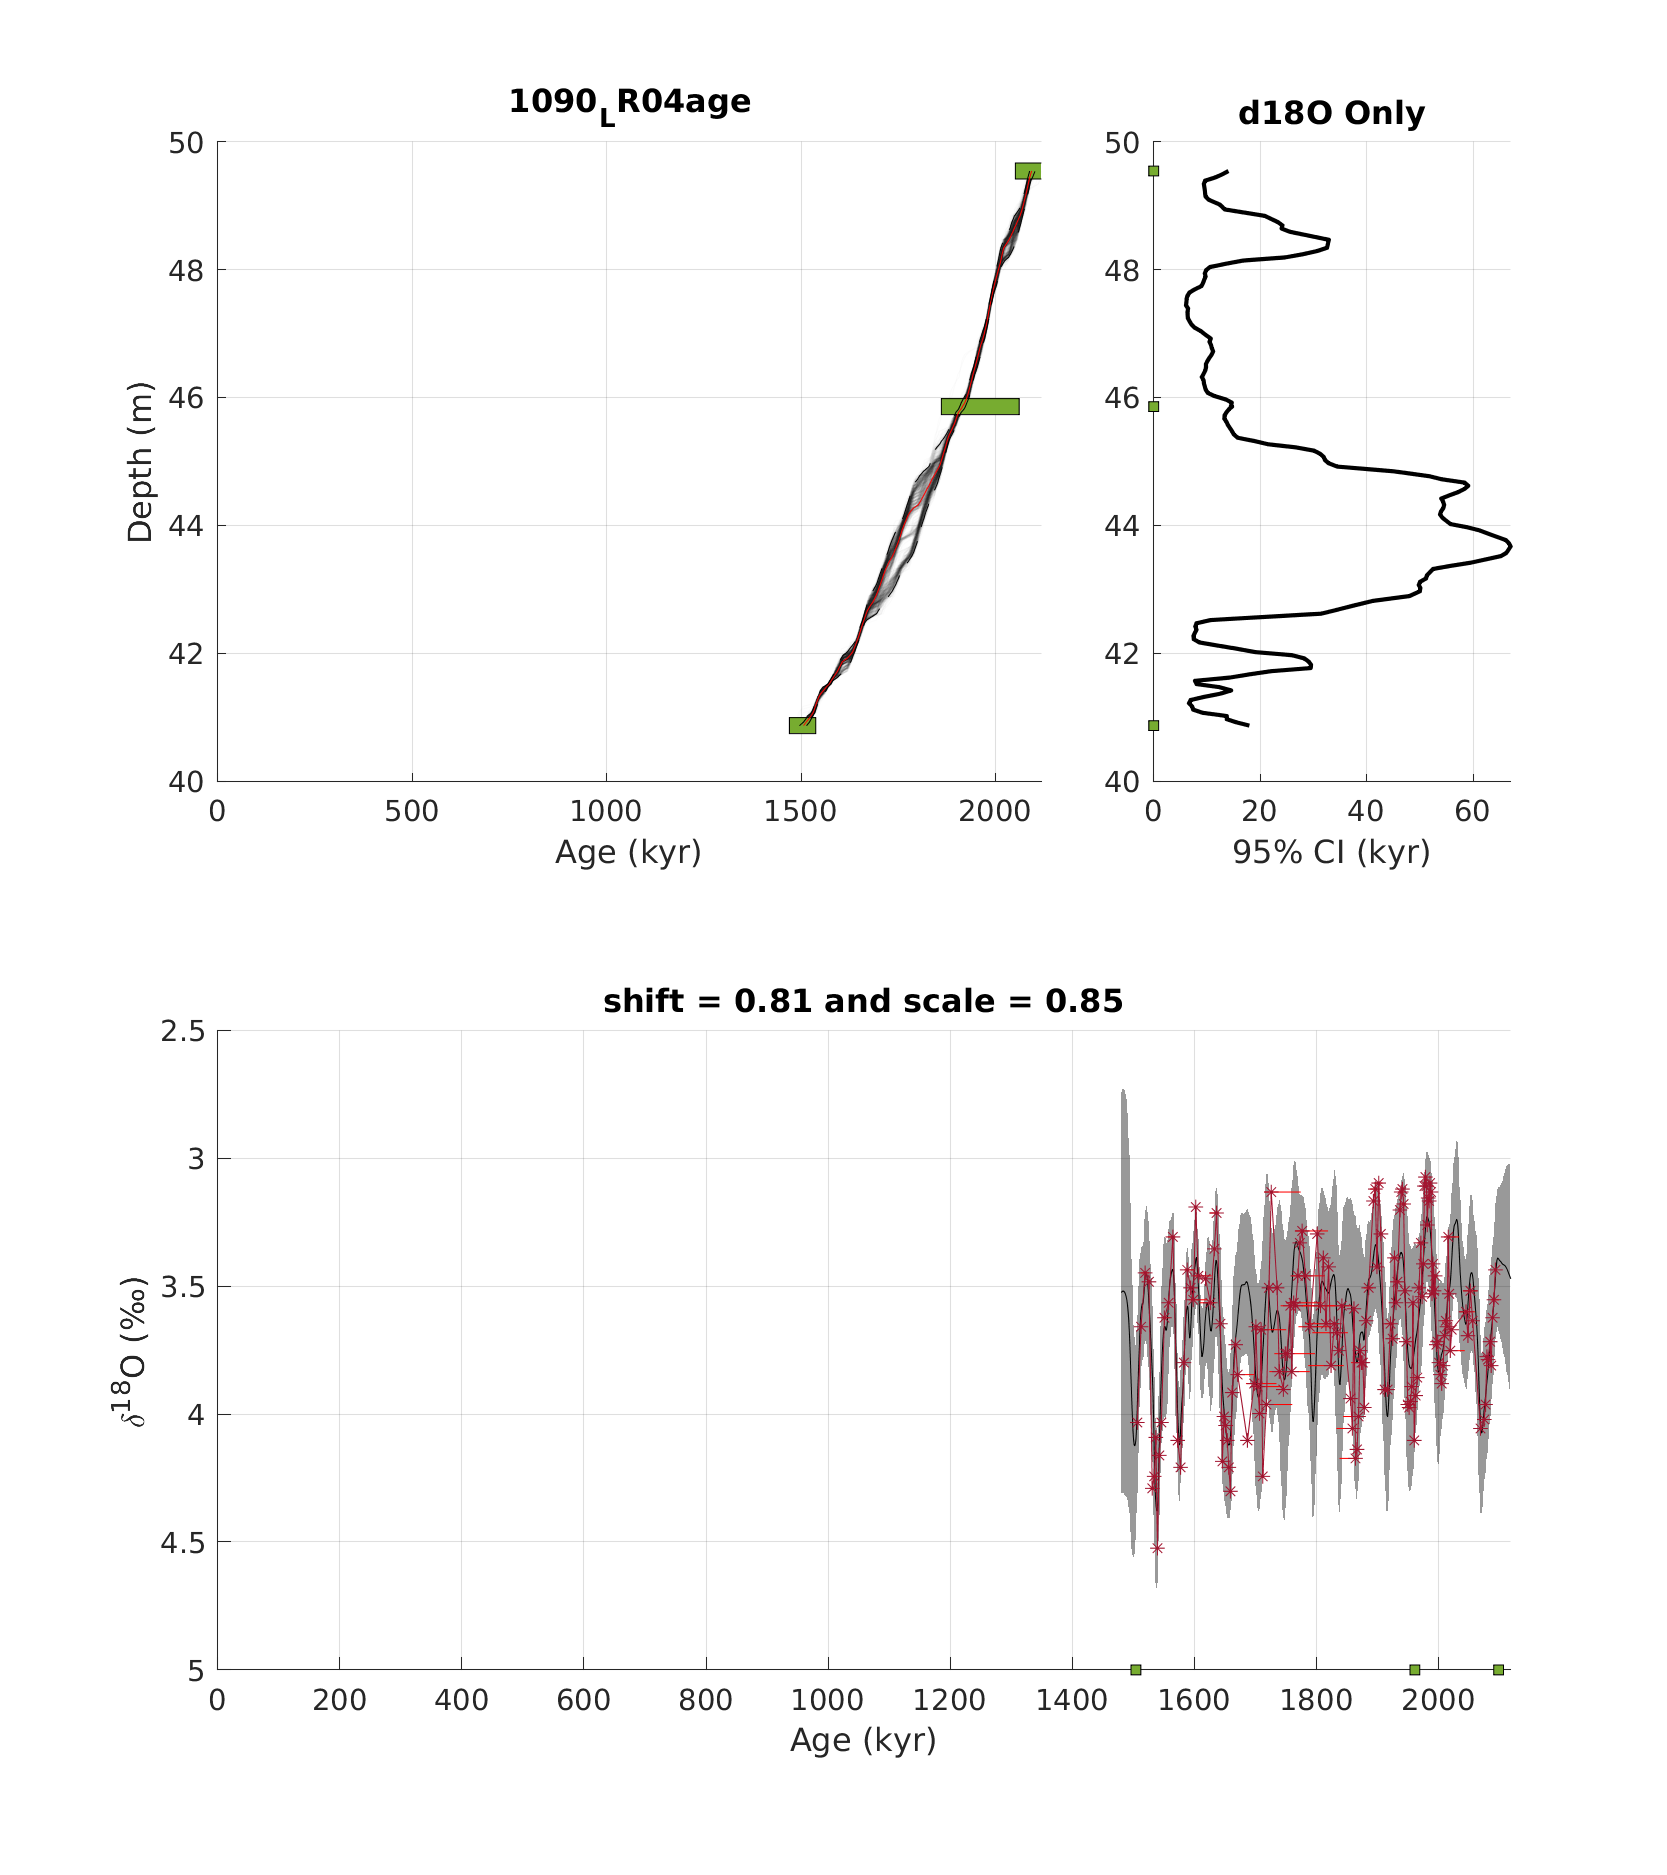 1090LR04age
d18O Only
50
48
46
44
42
40
Depth (m)
0 500 1000 1500 2000
Age (kyr)
50
48
46
44
42
40
0 20 40 60
95% CI (kyr)
shift = 0.81 and scale = 0.85
2.5
3
3.5
4
4.5
5
δ18O (‰)
0 200 400 600 800 1000 1200 1400 1600 1800 2000
Age (kyr)